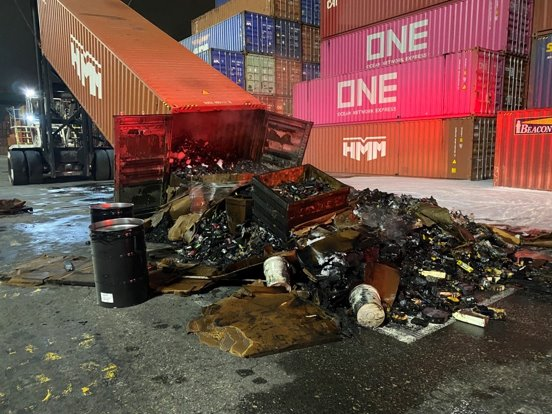 HMM
ONE
OCEAN NETWORK EXPRESS
ONE
OCEAN NETWORK EXPRESS
HMM
BEACON